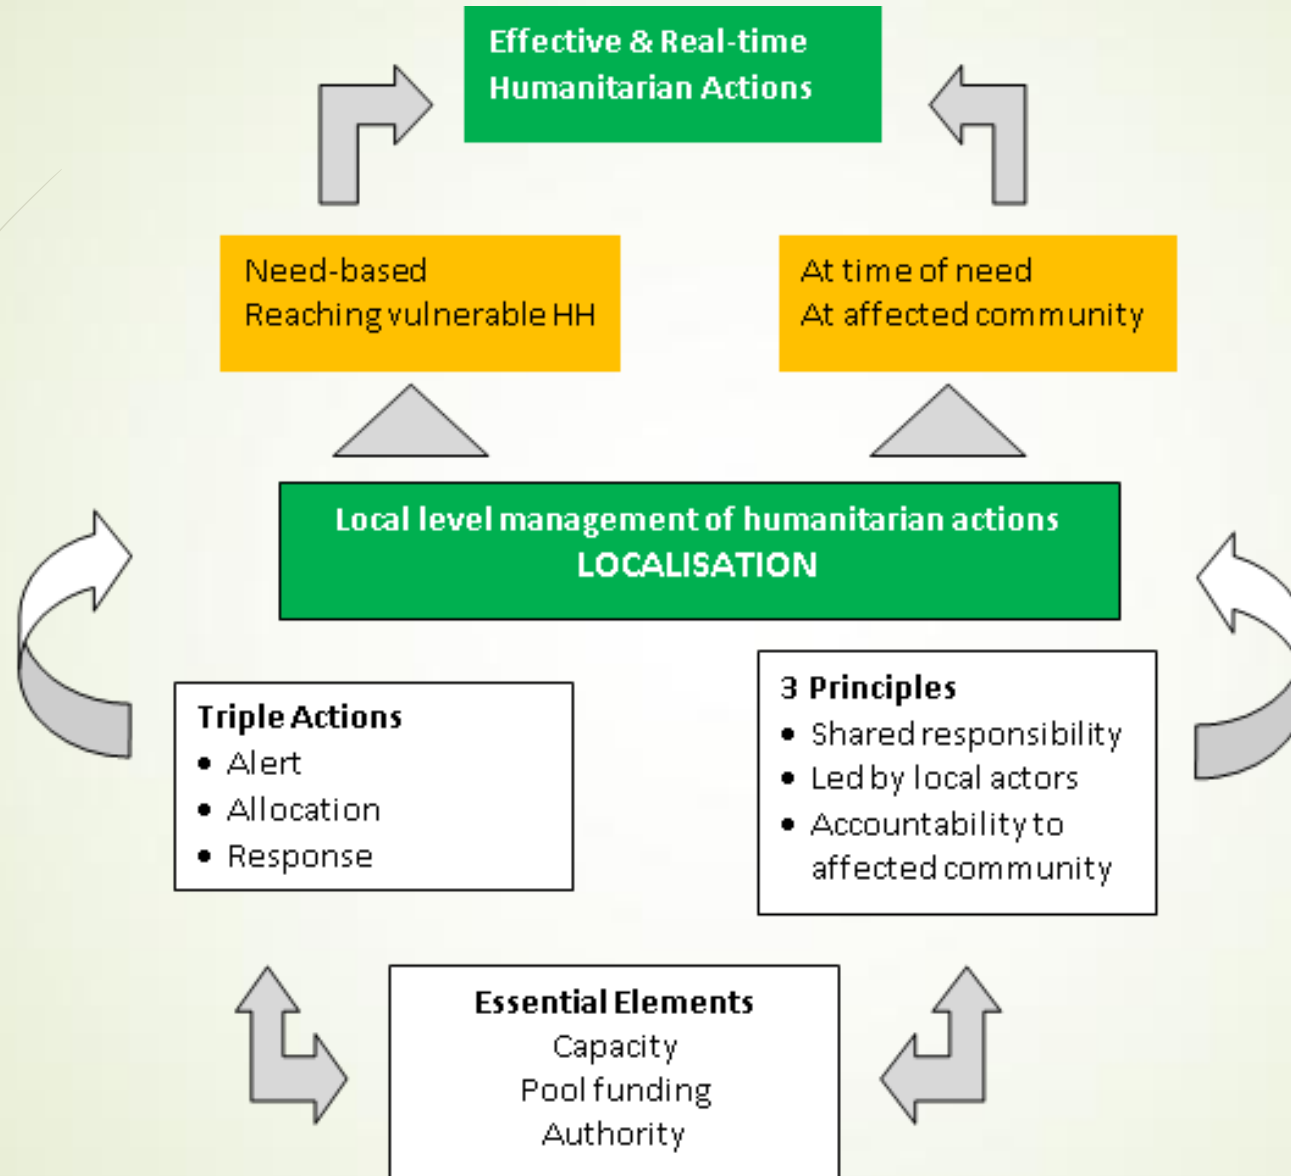 Effective & Real-time
Humanitarian Actions
Need-based
Reaching vulnerable HH
At time of need
At affected community
Local level management of humanitarian actions
LOCALISATION
Triple Actions
• Alert
• Allocation
• Response
3 Principles
• Shared responsibility
• Led by local actors
• Accountability to
affected community
Essential Elements
Capacity
Pool funding
Authority